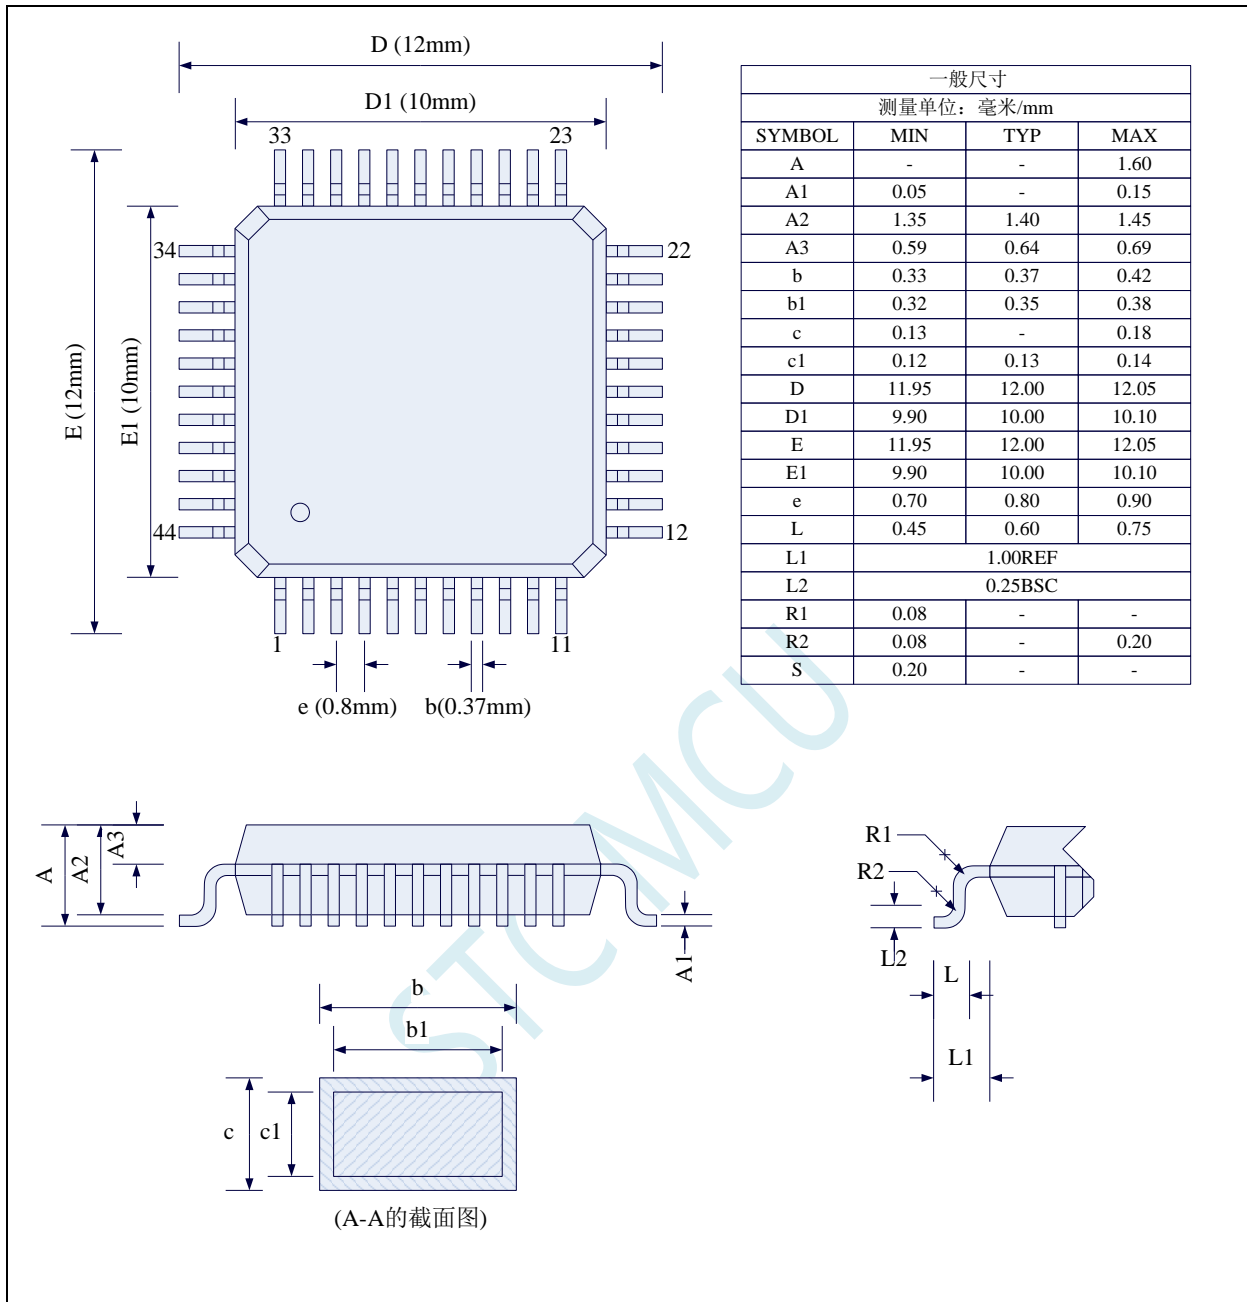 D (12mm)
D1 (10mm)
33
23
34
22
E (12mm)
E1 (10mm)
44
12
1
11
e (0.8mm)
b(0.37mm)
一般尺寸
测量单位：毫米/mm
SYMBOL MIN TYP MAX
A - - 1.60
A1 0.05 - 0.15
A2 1.35 1.40 1.45
A3 0.59 0.64 0.69
b 0.33 0.37 0.42
b1 0.32 0.35 0.38
c 0.13 - 0.18
c1 0.12 0.13 0.14
D 11.95 12.00 12.05
D1 9.90 10.00 10.10
E 11.95 12.00 12.05
E1 9.90 10.00 10.10
e 0.70 0.80 0.90
L 0.45 0.60 0.75
L1 1.00REF
L2 0.25BSC
R1 0.08 - -
R2 0.08 - 0.20
S 0.20 - -
STC MCU
A
A2
A3
A1
R1
R2
L2
L
L1
b
b1
c
c1
(A-A的截面图)